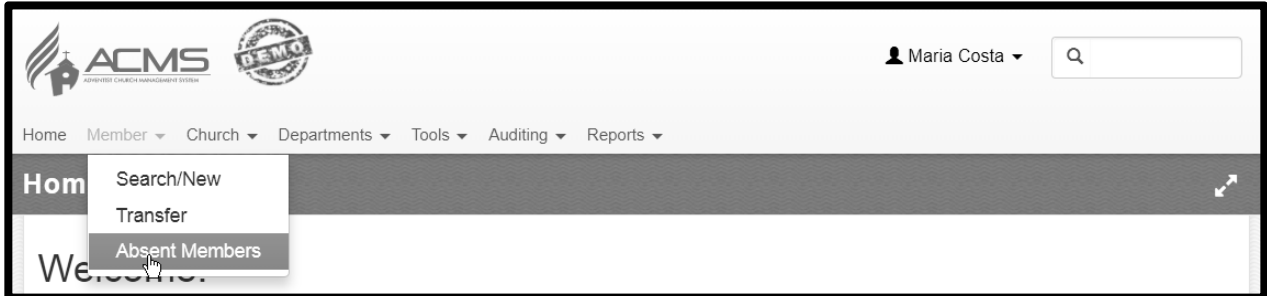 ACMS
ADVENTIST CHURCH MANAGEMENT SYSTEM
DEMO
Maria Costa
Home Member Church Departments Tools Auditing Reports
Search/New
Hom
Transfer
Absent Members